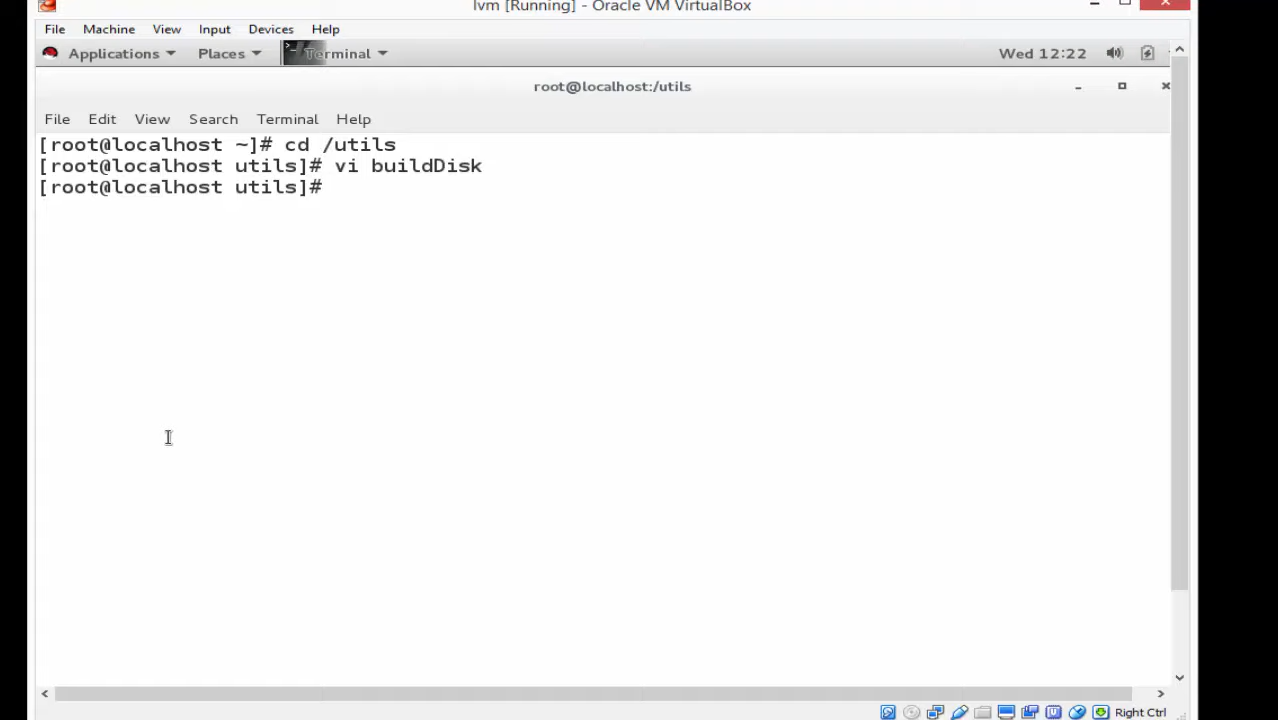 lvm [Running] - Oracle VM VirtualBox
File Machine View Input Devices Help
Applications Places Terminal Wed 12:22
root@localhost:/utils
File Edit View Search Terminal Help
[root@localhost ~]# cd /utils
[root@localhost utils]# vi buildDisk
[root@localhost utils]#
Right Ctrl